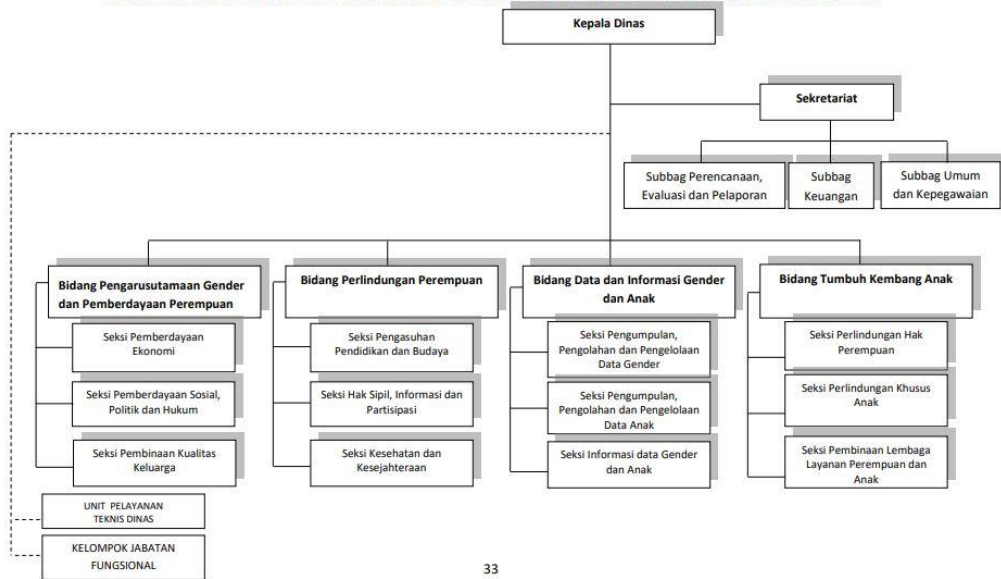 Kepala Dinas
Sekretariat
Subbag Perencanaan,
Evaluasi dan Pelaporan
Subbag
Keuangan
Subbag Umum
dan Kepegawaian
Bidang Pengarusutamaan Gender
dan Pemberdayaan Perempuan
Seksi Pemberdayaan
Ekonomi
Seksi Pemberdayaan Sosial,
Politik dan Hukum
Seksi Pembinaan Kualitas
Keluarga
Bidang Perlindungan Perempuan
Seksi Pengasuhan
Pendidikan dan Budaya
Seksi Hak Sipil, Informasi dan
Partisipasi
Seksi Kesehatan dan
Kesejahteraan
Bidang Data dan Informasi Gender
dan Anak
Seksi Pengumpulan,
Pengolahan dan Pengelolaan
Data Gender
Seksi Pengumpulan,
Pengolahan dan Pengelolaan
Data Anak
Seksi Informasi data Gender
dan Anak
Bidang Tumbuh Kembang Anak
Seksi Perlindungan Hak
Perempuan
Seksi Perlindungan Khusus
Anak
Seksi Pembinaan Lembaga
Layanan Perempuan dan
Anak
UNIT PELAYANAN
TEKNIS DINAS
KELOMPOK JABATAN
FUNGSIONAL
33